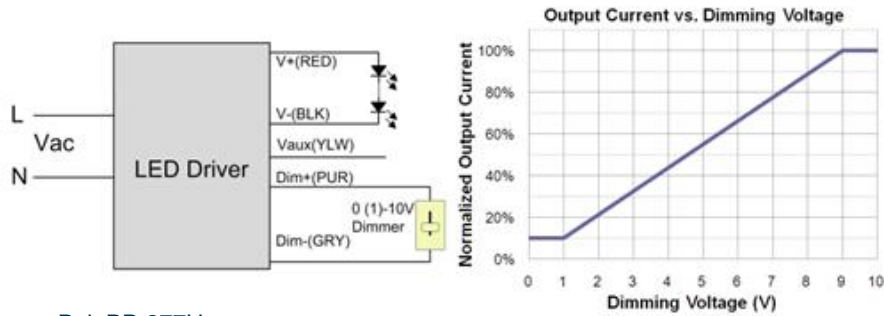 L
Vac
N
LED Driver
V+(RED)
V-(BLK)
Vaux(YLW)
Dim+(PUR)
0 (1)-10V
Dimmer
Dim-(GRY)
Output Current vs. Dimming Voltage
Normalized Output Current
100%
80%
60%
40%
20%
0%
0 1 2 3 4 5 6 7 8 9 10
Dimming Voltage (V)